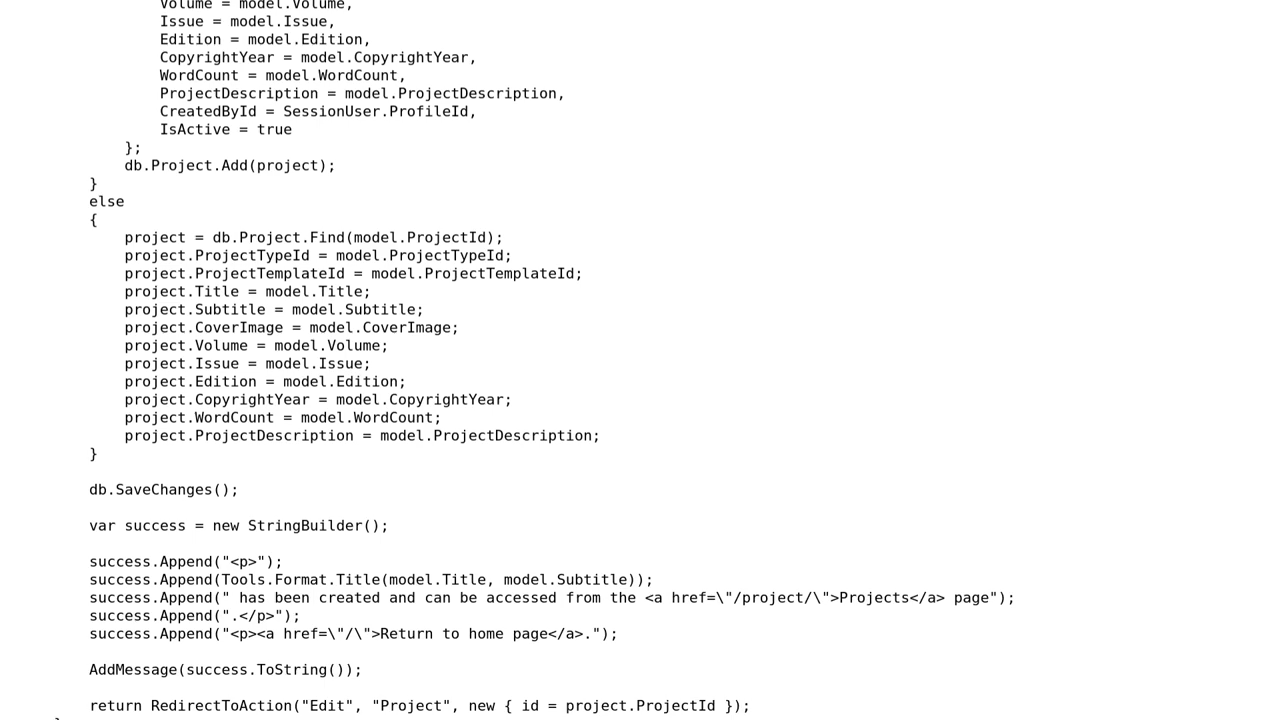 Volume = model.Volume,
Issue = model.Issue,
Edition = model.Edition,
CopyrightYear = model.CopyrightYear,
WordCount = model.WordCount,
ProjectDescription = model.ProjectDescription,
CreatedById = SessionUser.ProfileId,
IsActive = true
};
db.Project.Add(project);
}
else
{
project = db.Project.Find(model.ProjectId);
project.ProjectTypeId = model.ProjectTypeId;
project.ProjectTemplateId = model.ProjectTemplateId;
project.Title = model.Title;
project.Subtitle = model.Subtitle;
project.CoverImage = model.CoverImage;
project.Volume = model.Volume;
project.Issue = model.Issue;
project.Edition = model.Edition;
project.CopyrightYear = model.CopyrightYear;
project.WordCount = model.WordCount;
project.ProjectDescription = model.ProjectDescription;
}
db.SaveChanges();
var success = new StringBuilder();
success.Append("<p>");
success.Append(Tools.Format.Title(model.Title, model.Subtitle));
success.Append(" has been created and can be accessed from the <a href=\"/project/\">Projects</a> page");
success.Append(".</p>");
success.Append("<p><a href=\"/\">Return to home page</a>.");
AddMessage(success.ToString());
return RedirectToAction("Edit", "Project", new { id = project.ProjectId });